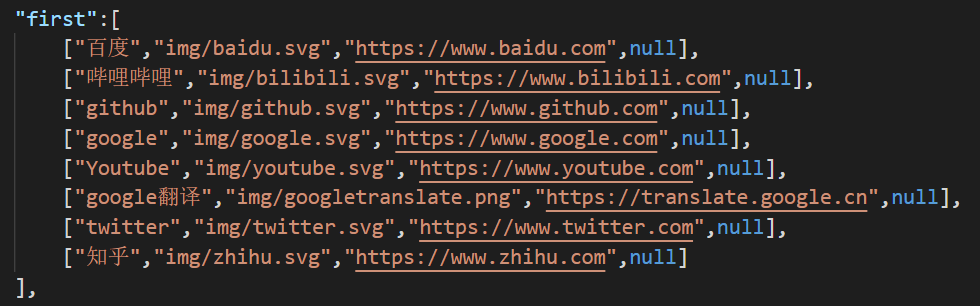 "first":[
["百度","img/baidu.svg","https://www.baidu.com",null],
["哔哩哔哩","img/bilibili.svg","https://www.bilibili.com",null],
["github","img/github.svg","https://www.github.com",null],
["google","img/google.svg","https://www.google.com",null],
["Youtube","img/youtube.svg","https://www.youtube.com",null],
["google翻译","img/googletranslate.png","https://translate.google.cn",null],
["twitter","img/twitter.svg","https://www.twitter.com",null],
["知乎","img/zhihu.svg","https://www.zhihu.com",null]
],